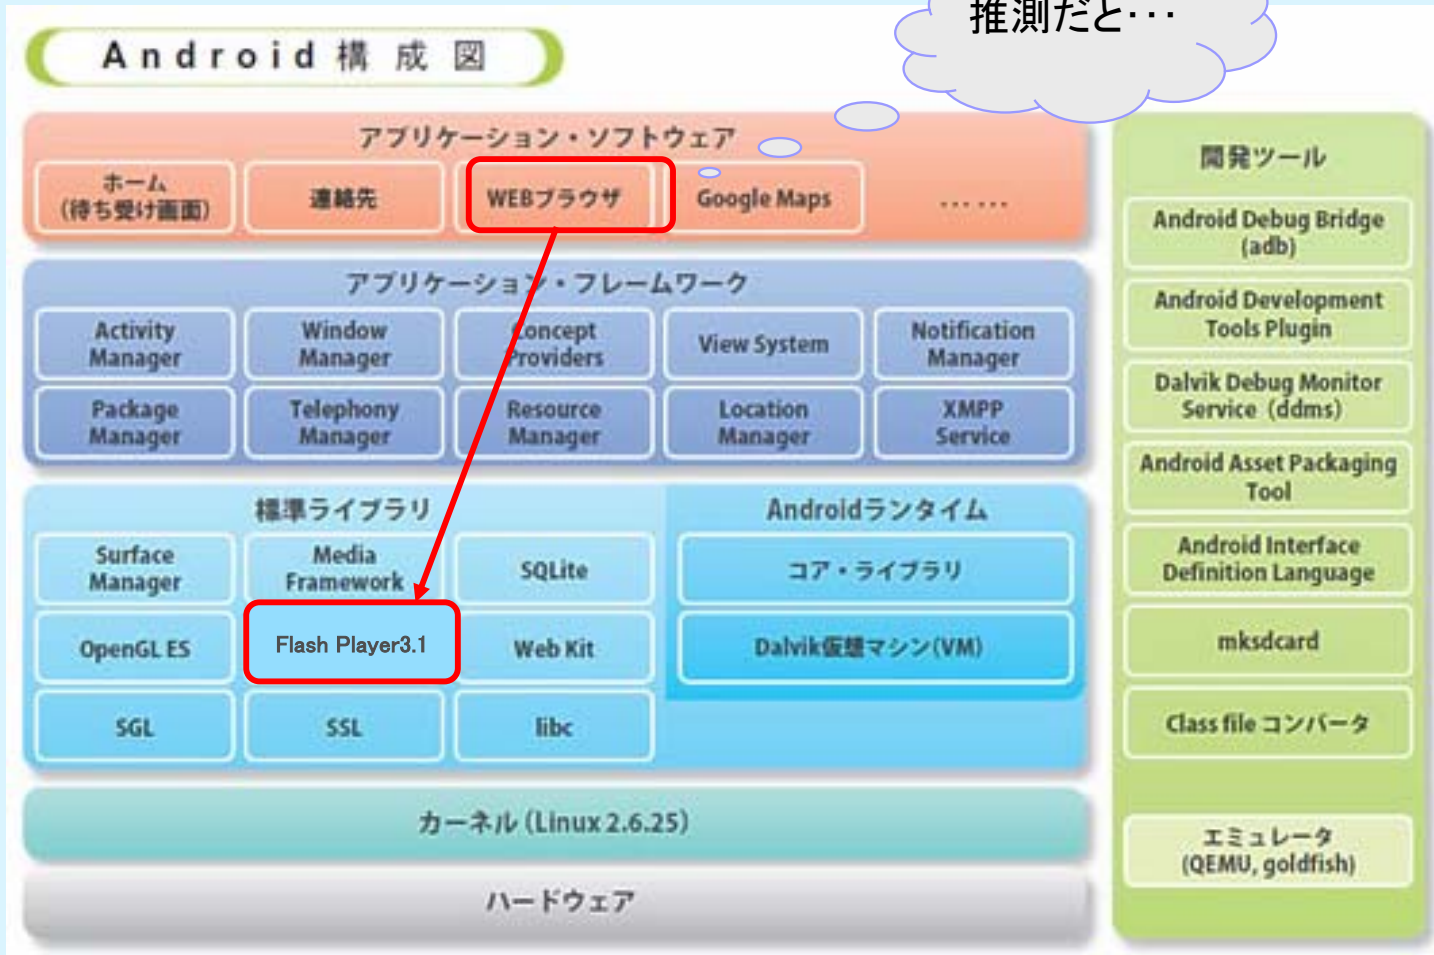 推測だと･･･
Android構成図
アプリケーション・ソフトウェア
ホーム
(待ち受け画面)
連絡先
WEBブラウザ
Google Maps
… …
アプリケーション・フレームワーク
Activity
Manager
Window
Manager
Concept
Providers
View System
Notification
Manager
Package
Manager
Telephony
Manager
Resource
Manager
Location
Manager
XMPP
Service
標準ライブラリ
Surface
Manager
Media
Framework
SQLite
OpenGL ES
Flash Player3.1
Web Kit
SGL
SSL
libc
Androidランタイム
コア・ライブラリ
Dalvik仮想マシン(VM)
カーネル(Linux 2.6.25)
ハードウェア
開発ツール
Android Debug Bridge
(adb)
Android Development
Tools Plugin
Dalvik Debug Monitor
Service (ddms)
Android Asset Packaging
Tool
Android Interface
Definition Language
mksdcard
Class file コンバータ
エミュレータ
(QEMU, goldfish)